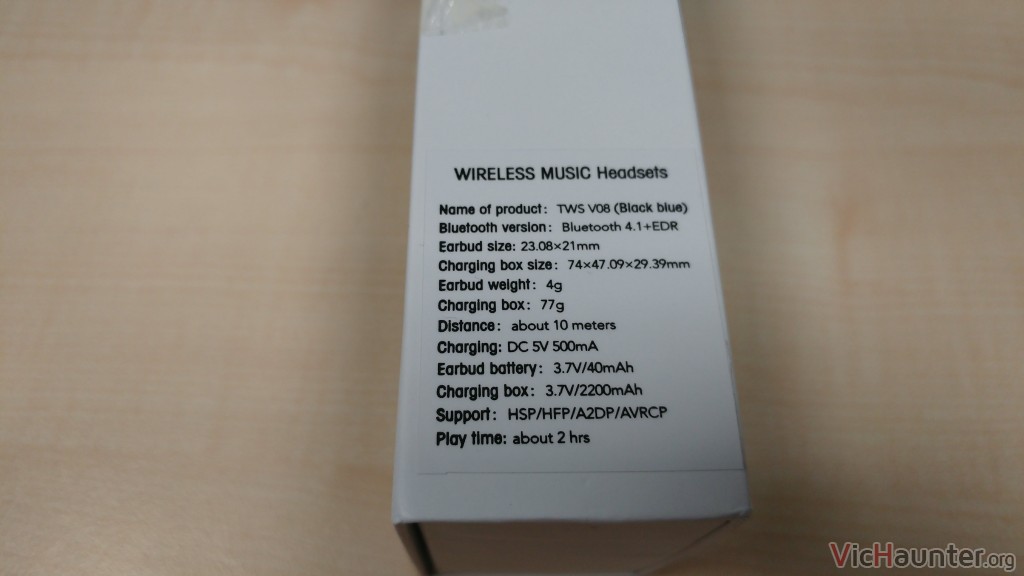 WIRELESS MUSIC Headsets
Name of product: TWS V08 (Black blue)
Bluetooth version: Bluetooth 4.1+EDR
Earbud size: 23.08×21mm
Charging box size: 74×47.09×29.39mm
Earbud weight: 4g
Charging box: 77g
Distance: about 10 meters
Charging: DC 5V 500mA
Earbud battery: 3.7V/40mAh
Charging box: 3.7V/2200mAh
Support: HSP/HFP/A2DP/AVRCP
Play time: about 2 hrs
VicHaunter.org